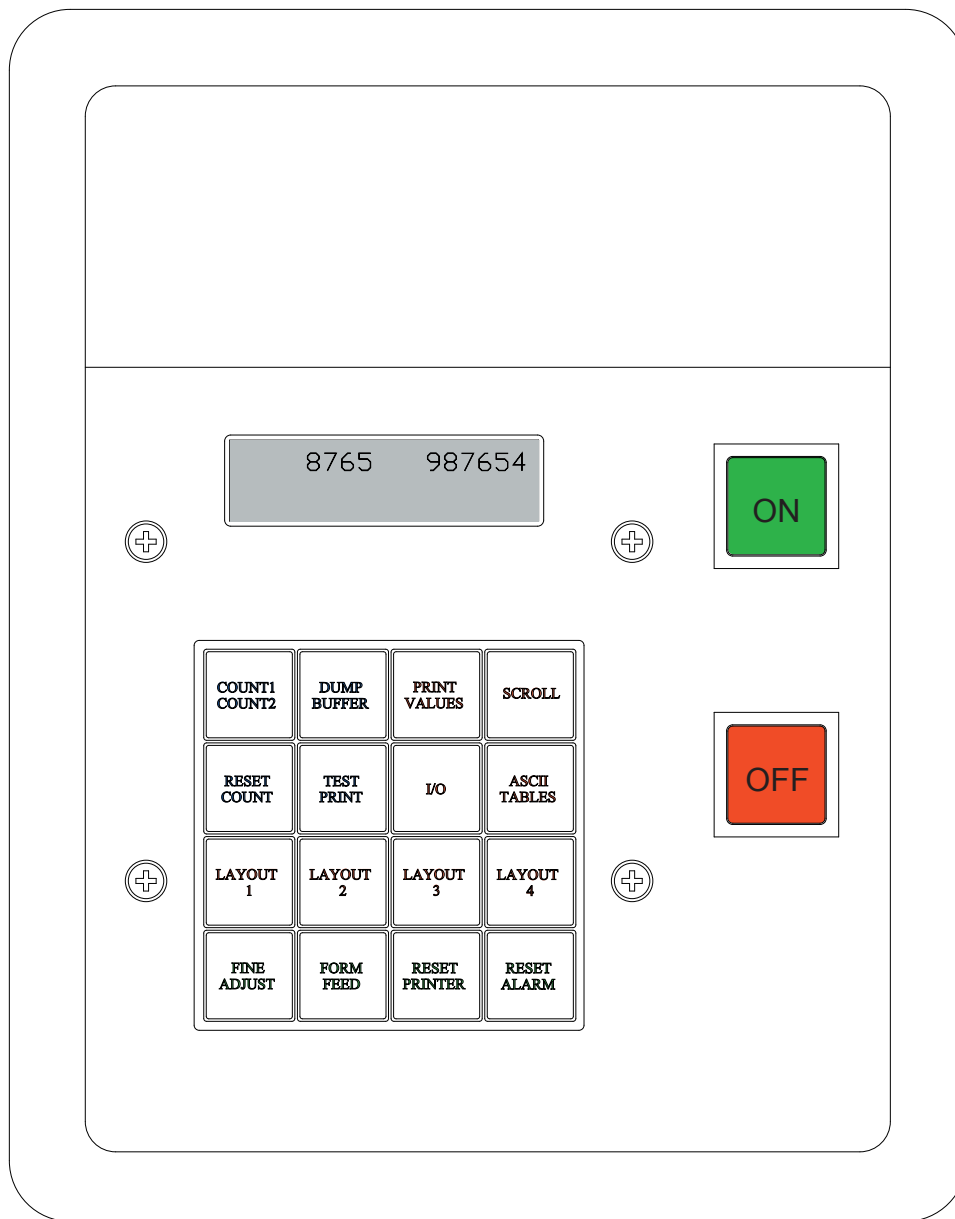 8765 987654
ON
COUNT1
COUNT2
DUMP
BUFFER
PRINT
VALUES
SCROLL
RESET
COUNT
TEST
PRINT
I/O
ASCII
TABLES
OFF
LAYOUT
1
LAYOUT
2
LAYOUT
3
LAYOUT
4
FINE
ADJUST
FORM
FEED
RESET
PRINTER
RESET
ALARM